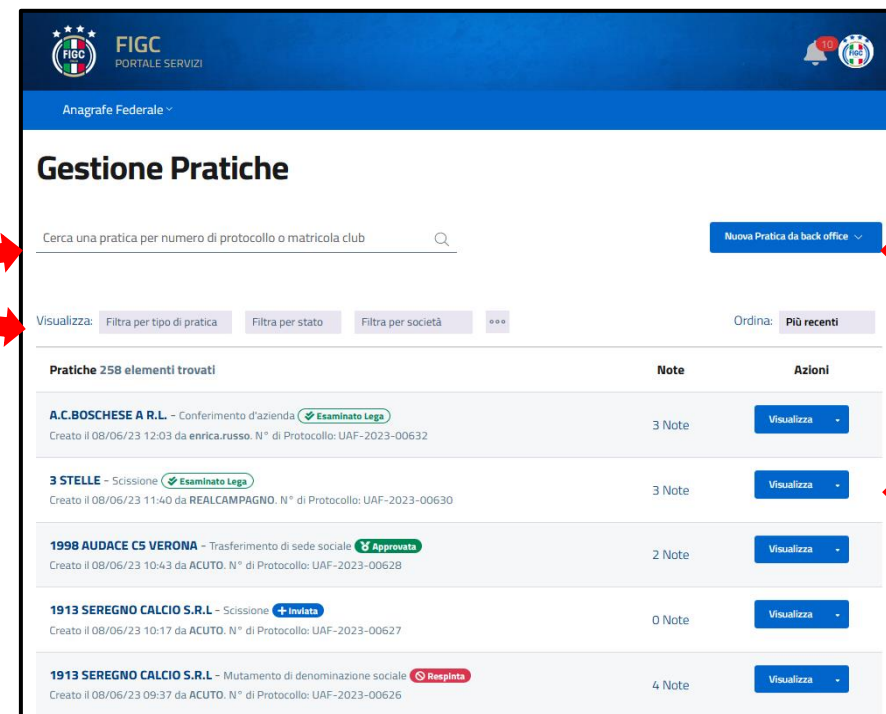 FIGC
FIGC
PORTALE SERVIZI
10
FIGC
Anagrafe Federale
Gestione Pratiche
Cerca una pratica per numero di protocollo o matricola club
Nuova Pratica da back office
Visualizza: Filtra per tipo di pratica Filtra per stato Filtra per società Ordina: Più recenti
Pratiche 258 elementi trovati Note Azioni
A.C.BOSCHESE A R.L. - Conferimento d'azienda Esaminato Lega
Creato il 08/06/23 12:03 da enrica.russo. N° di Protocollo: UAF-2023-00632
3 Note Visualizza
3 STELLE - Scissione Esaminato Lega
Creato il 08/06/23 11:40 da REALCAMPAGNO. N° di Protocollo: UAF-2023-00630
3 Note Visualizza
1998 AUDACE C5 VERONA - Trasferimento di sede sociale Approvata
Creato il 08/06/23 10:43 da ACUTO. N° di Protocollo: UAF-2023-00628
2 Note Visualizza
1913 SEREGNO CALCIO S.R.L - Scissione Inviata
Creato il 08/06/23 10:17 da ACUTO. N° di Protocollo: UAF-2023-00627
0 Note Visualizza
1913 SEREGNO CALCIO S.R.L - Mutamento di denominazione sociale Respinta
Creato il 08/06/23 09:37 da ACUTO. N° di Protocollo: UAF-2023-00626
4 Note Visualizza